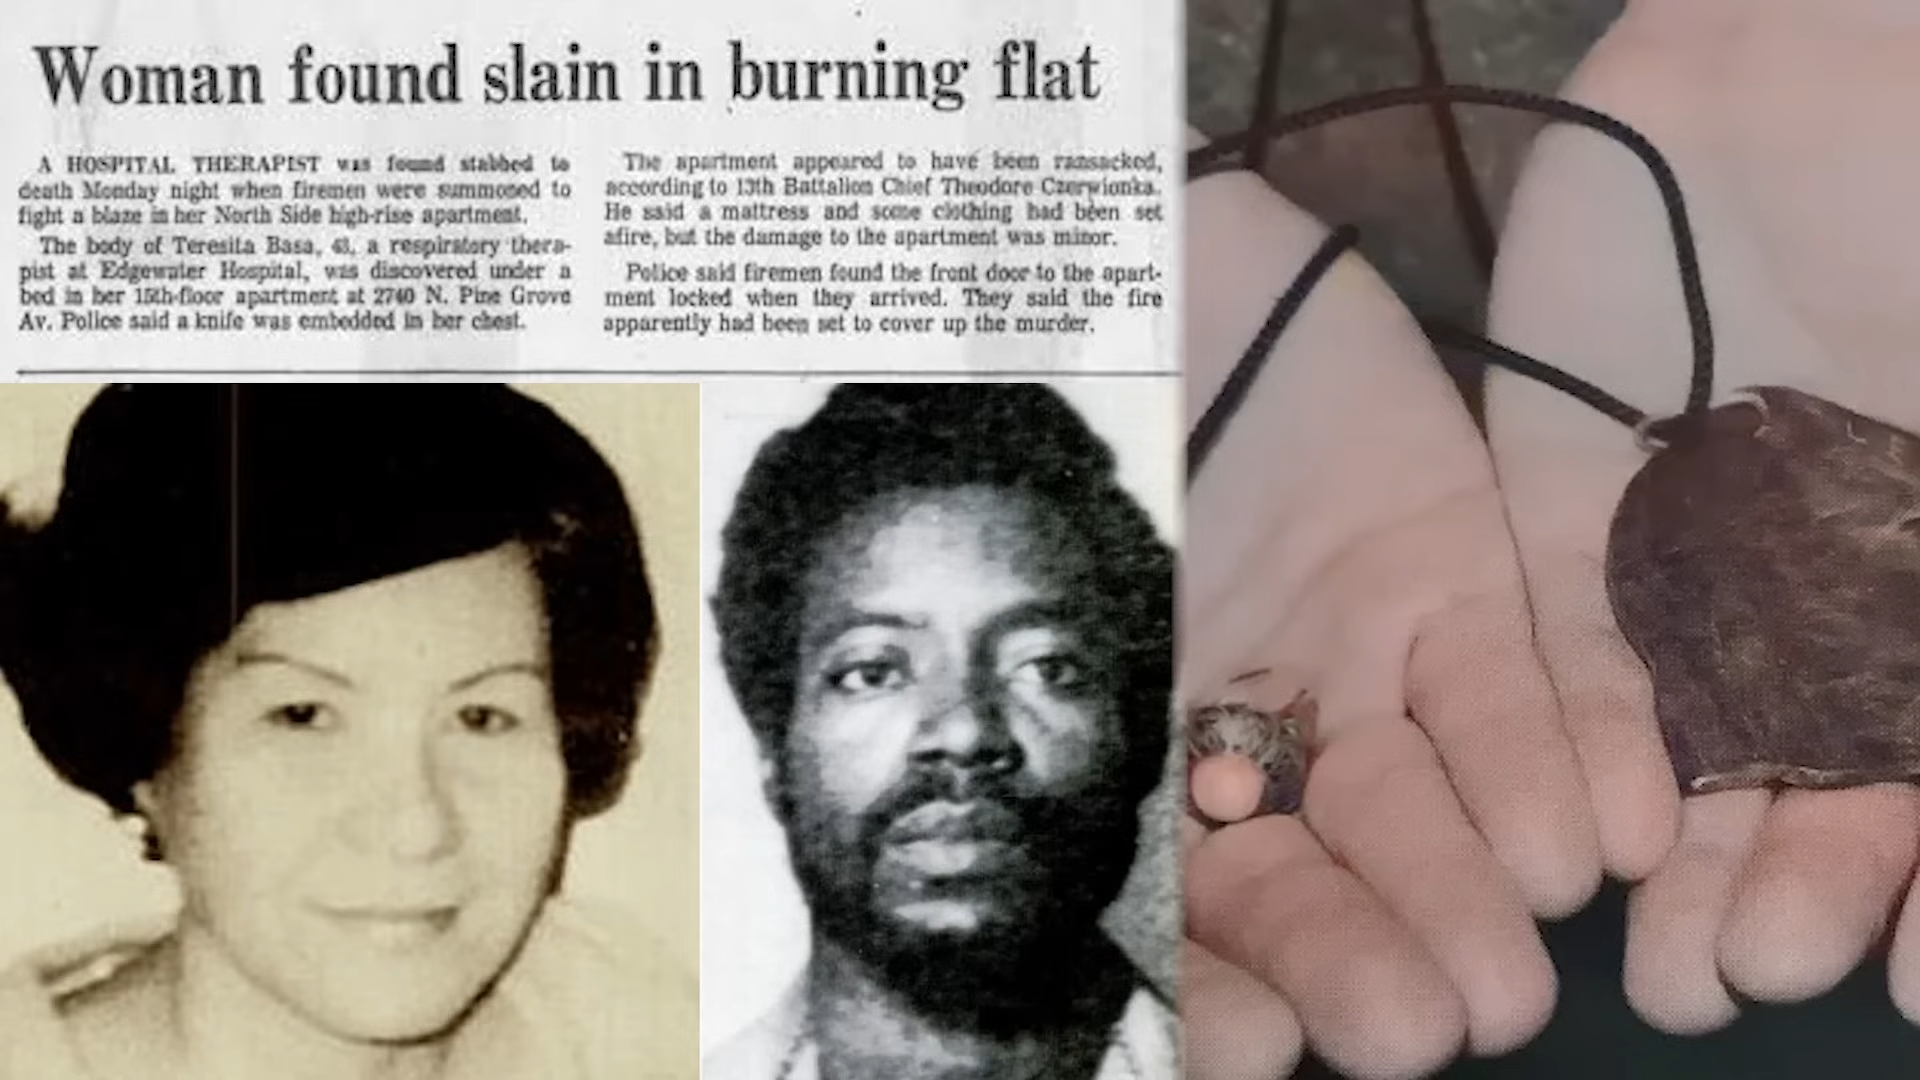 Woman found slain in burning flat
A HOSPITAL THERAPIST was found stabbed to
death Monday night when firemen were summoned to
fight a blaze in her North Side high-rise apartment.
The body of Teresita Basa, 43, a respiratory thera-
pist at Edgewater Hospital, was discovered under a
bed in her 15th-floor apartment at 2740 N. Pine Grove
Av. Police said a knife was embedded in her chest.
The apartment appeared to have been ransacked,
according to 13th Battalion Chief Theodore Czerwionka.
He said a mattress and some clothing had been set
afire, but the damage to the apartment was minor.
Police said firemen found the front door to the apart-
ment locked when they arrived. They said the fire
apparently had been set to cover up the murder.